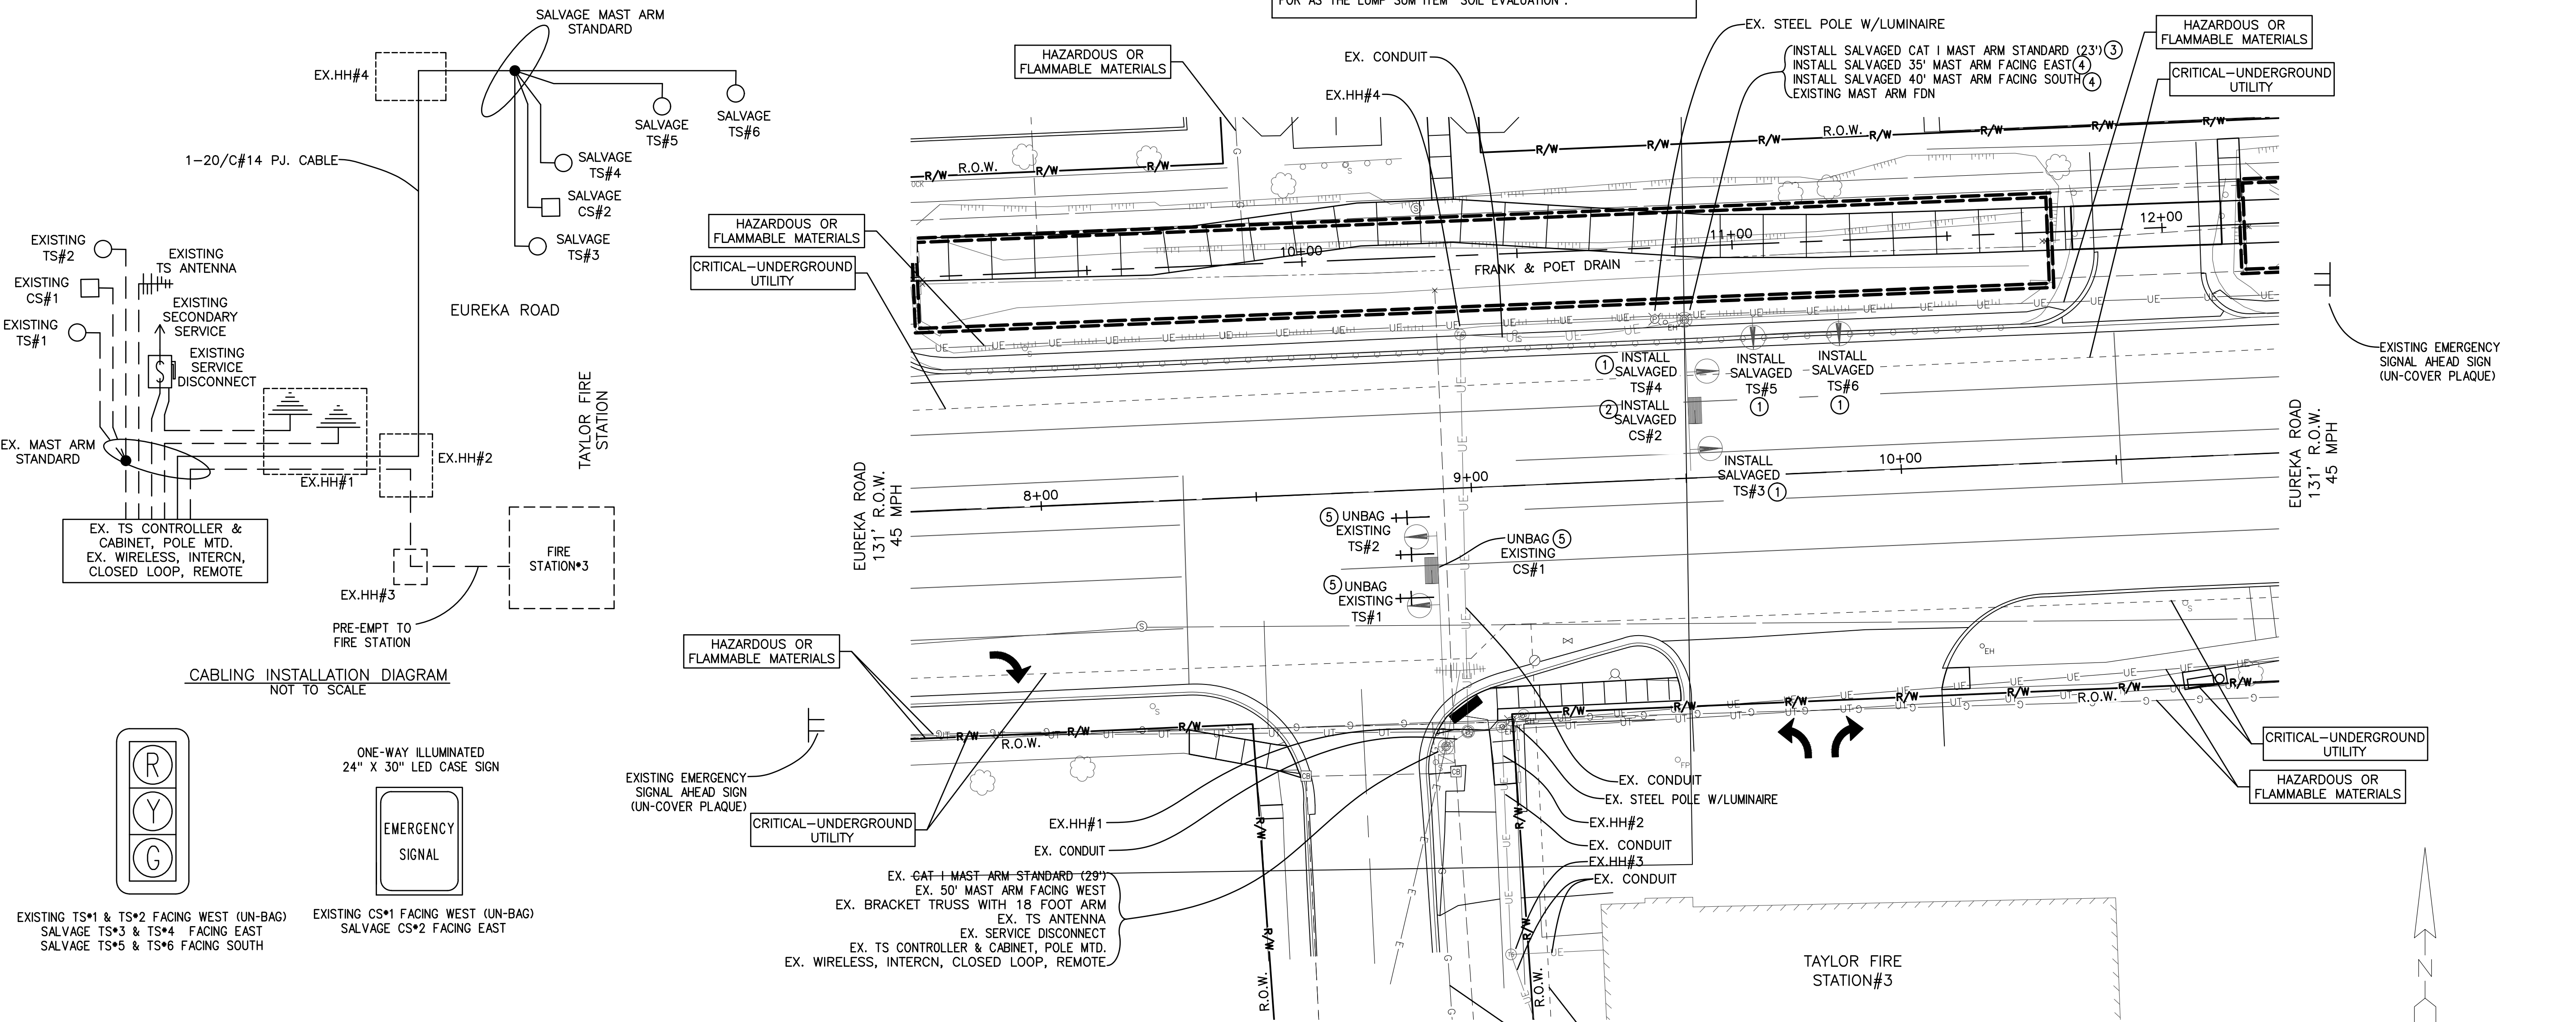 FOR AS THE LUMP SUM ITEM "SOIL EVALUATION".
SALVAGE MAST ARM
STANDARD
EX.HH#4
SALVAGE
TS#5
SALVAGE
TS#6
1-20/C#14 PJ. CABLE
SALVAGE
TS#4
SALVAGE
CS#2
SALVAGE
TS#3
EXISTING
TS#2
EXISTING
TS ANTENNA
EXISTING
CS#1
EXISTING
SECONDARY
SERVICE
EXISTING
TS#1
EXISTING
SERVICE
DISCONNECT
S
EUREKA ROAD
TAYLOR FIRE
STATION
EX. MAST ARM
STANDARD
EX.HH#1
EX.HH#2
EX. TS CONTROLLER &
CABINET, POLE MTD.
EX. WIRELESS, INTERCN,
CLOSED LOOP, REMOTE
FIRE
STATION#3
EX.HH#3
PRE-EMPT TO
FIRE STATION
CABLING INSTALLATION DIAGRAM
NOT TO SCALE
R
Y
G
ONE-WAY ILLUMINATED
24" X 30" LED CASE SIGN
EMERGENCY
SIGNAL
EXISTING TS#1 & TS#2 FACING WEST (UN-BAG)
SALVAGE TS#3 & TS#4 FACING EAST
SALVAGE TS#5 & TS#6 FACING SOUTH
EXISTING CS#1 FACING WEST (UN-BAG)
SALVAGE CS#2 FACING EAST
HAZARDOUS OR
FLAMMABLE MATERIALS
EX. CONDUIT
EX.HH#4
EX. STEEL POLE W/LUMINAIRE
INSTALL SALVAGED CAT I MAST ARM STANDARD (23') 3
INSTALL SALVAGED 35' MAST ARM FACING EAST 4
INSTALL SALVAGED 40' MAST ARM FACING SOUTH 4
EXISTING MAST ARM FDN
HAZARDOUS OR
FLAMMABLE MATERIALS
CRITICAL-UNDERGROUND
UTILITY
R/W R.O.W. R/W R/W
R/W R/W R.O.W. R/W R/W R/W R/W
HAZARDOUS OR
FLAMMABLE MATERIALS
CRITICAL-UNDERGROUND
UTILITY
10+00
11+00
12+00
FRANK & POET DRAIN
UE UE UE UE UE UE UE UE UE UE UE UE
1 INSTALL
SALVAGED
TS#4
INSTALL
SALVAGED
TS#5
1
INSTALL
SALVAGED
TS#6
1
2 INSTALL
SALVAGED
CS#2
INSTALL
SALVAGED
TS#3 1
EXISTING EMERGENCY
SIGNAL AHEAD SIGN
(UN-COVER PLAQUE)
EUREKA ROAD
131' R.O.W.
45 MPH
EUREKA ROAD
131' R.O.W.
45 MPH
8+00
9+00
10+00
5 UNBAG
EXISTING
TS#2
UNBAG 5
EXISTING
CS#1
5 UNBAG
EXISTING
TS#1
HAZARDOUS OR
FLAMMABLE MATERIALS
R/W R.O.W. R/W R/W
R/W R/W R/W R/W R/W R.O.W. R/W R/W
EXISTING EMERGENCY
SIGNAL AHEAD SIGN
(UN-COVER PLAQUE)
CRITICAL-UNDERGROUND
UTILITY
CB
CB
EH
FP
EX.HH#1
EX. CONDUIT
EX. CAT I MAST ARM STANDARD (29')
EX. 50' MAST ARM FACING WEST
EX. BRACKET TRUSS WITH 18 FOOT ARM
EX. TS ANTENNA
EX. SERVICE DISCONNECT
EX. TS CONTROLLER & CABINET, POLE MTD.
EX. WIRELESS, INTERCN, CLOSED LOOP, REMOTE
EX. CONDUIT
EX. STEEL POLE W/LUMINAIRE
EX.HH#2
EX. CONDUIT
EX.HH#3
EX. CONDUIT
CRITICAL-UNDERGROUND
UTILITY
HAZARDOUS OR
FLAMMABLE MATERIALS
R/W
R/W
R.O.W.
R/W
R/W
R.O.W.
TAYLOR FIRE
STATION#3
N